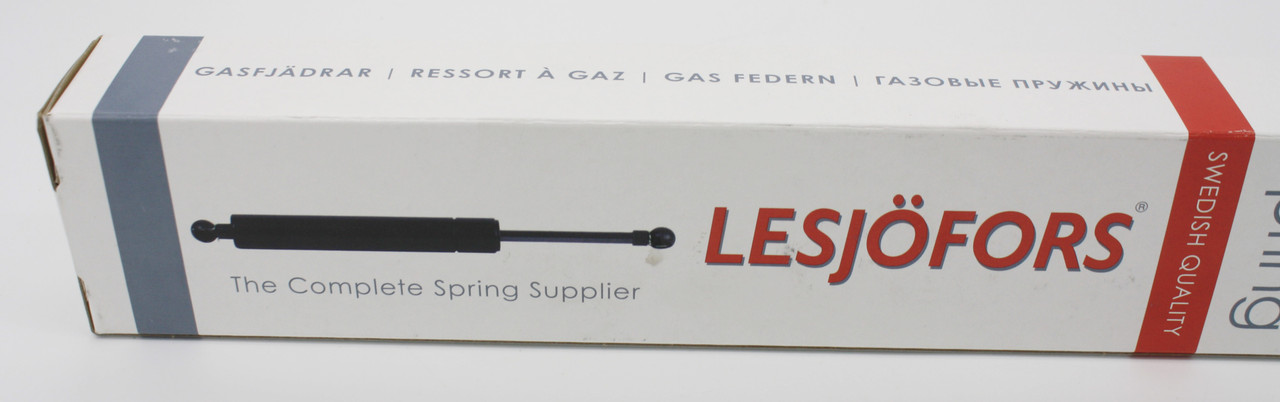 GASFJÄDRAR | RESSORT À GAZ | GAS FEDERN | ГАЗОВЫЕ ПРУЖИНЫ
LESJÖFORS®
The Complete Spring Supplier
SWEDISH QUALITY